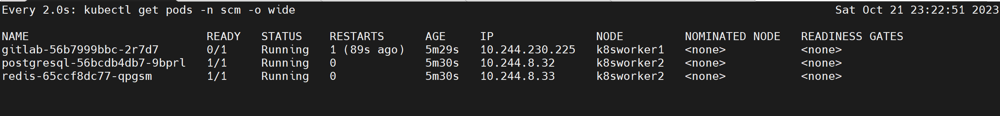 Every 2.0s: kubectl get pods -n scm -o wide Sat Oct 21 23:22:51 2023
NAME READY STATUS RESTARTS AGE IP NODE NOMINATED NODE READINESS GATES
gitlab-56b7999bbc-2r7d7 0/1 Running 1 (89s ago) 5m29s 10.244.230.225 k8sworker1 <none> <none>
postgresql-56bcdb4db7-9bprl 1/1 Running 0 5m30s 10.244.8.32 k8sworker2 <none> <none>
redis-65ccf8dc77-qpgsm 1/1 Running 0 5m30s 10.244.8.33 k8sworker2 <none> <none>